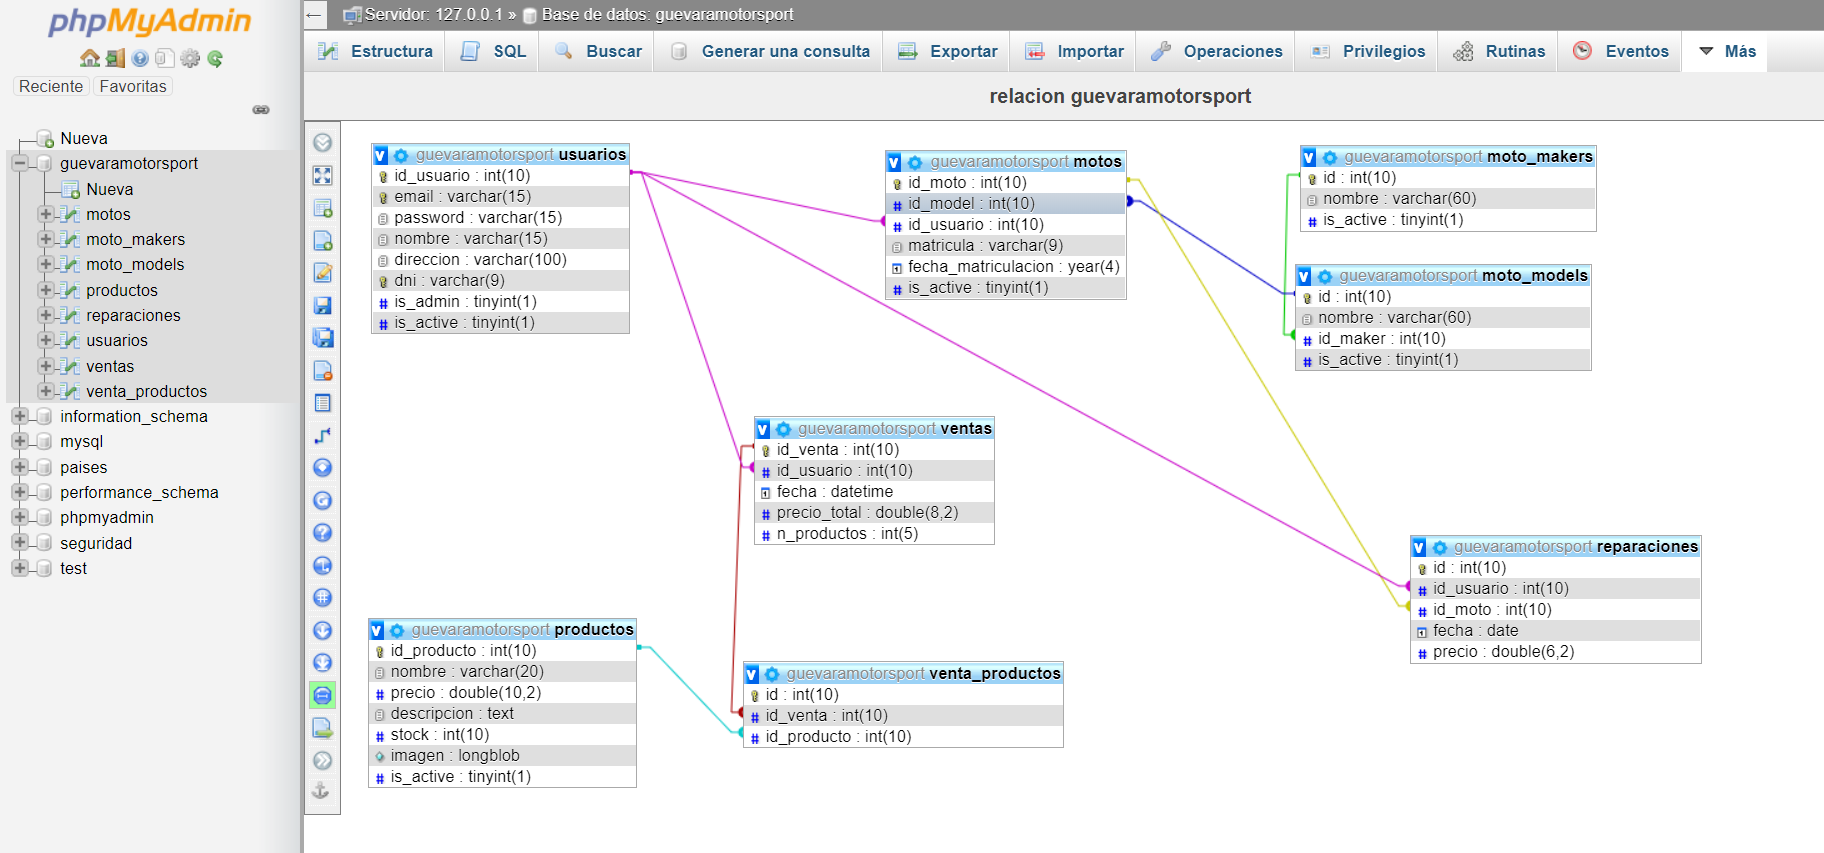 phpMyAdmin
Reciente Favoritas
Nueva
guevaramotorsport
Nueva
motos
moto_makers
moto_models
productos
reparaciones
usuarios
ventas
venta_productos
information_schema
mysql
paises
performance_schema
phpmyadmin
seguridad
test
← Servidor: 127.0.0.1 » Base de datos: guevaramotorsport
Estructura SQL Buscar Generar una consulta Exportar Importar Operaciones Privilegios Rutinas Eventos Más
relacion guevaramotorsport
v guevaramotorsport usuarios
id_usuario : int(10)
email : varchar(15)
password : varchar(15)
nombre : varchar(15)
direccion : varchar(100)
dni : varchar(9)
# is_admin : tinyint(1)
# is_active : tinyint(1)
v guevaramotorsport motos
id_moto : int(10)
# id_model : int(10)
# id_usuario : int(10)
matricula : varchar(9)
fecha_matriculacion : year(4)
# is_active : tinyint(1)
v guevaramotorsport moto_makers
id : int(10)
nombre : varchar(60)
# is_active : tinyint(1)
v guevaramotorsport moto_models
id : int(10)
nombre : varchar(60)
# id_maker : int(10)
# is_active : tinyint(1)
v guevaramotorsport ventas
id_venta : int(10)
# id_usuario : int(10)
fecha : datetime
# precio_total : double(8,2)
# n_productos : int(5)
v guevaramotorsport reparaciones
id : int(10)
# id_usuario : int(10)
# id_moto : int(10)
fecha : date
# precio : double(6,2)
v guevaramotorsport productos
id_producto : int(10)
nombre : varchar(20)
# precio : double(10,2)
descripcion : text
# stock : int(10)
imagen : longblob
# is_active : tinyint(1)
v guevaramotorsport venta_productos
id : int(10)
# id_venta : int(10)
# id_producto : int(10)